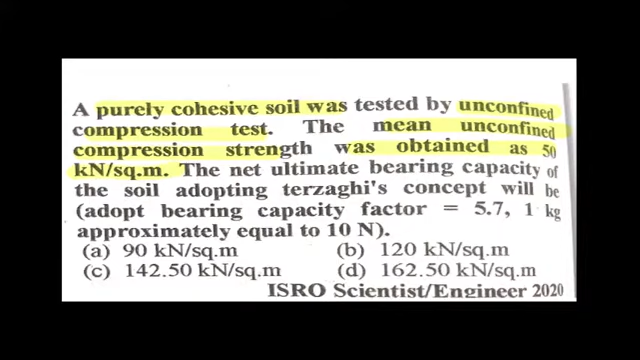 A purely cohesive soil was tested by unconfined
compression test. The mean unconfined
compression strength was obtained as 50
kN/sq.m. The net ultimate bearing capacity of
the soil adopting terzaghi's concept will be
(adopt bearing capacity factor = 5.7, 1 kg
approximately equal to 10 N).
(a) 90 kN/sq.m (b) 120 kN/sq.m
(c) 142.50 kN/sq.m (d) 162.50 kN/sq.m
ISRO Scientist/Engineer 2020